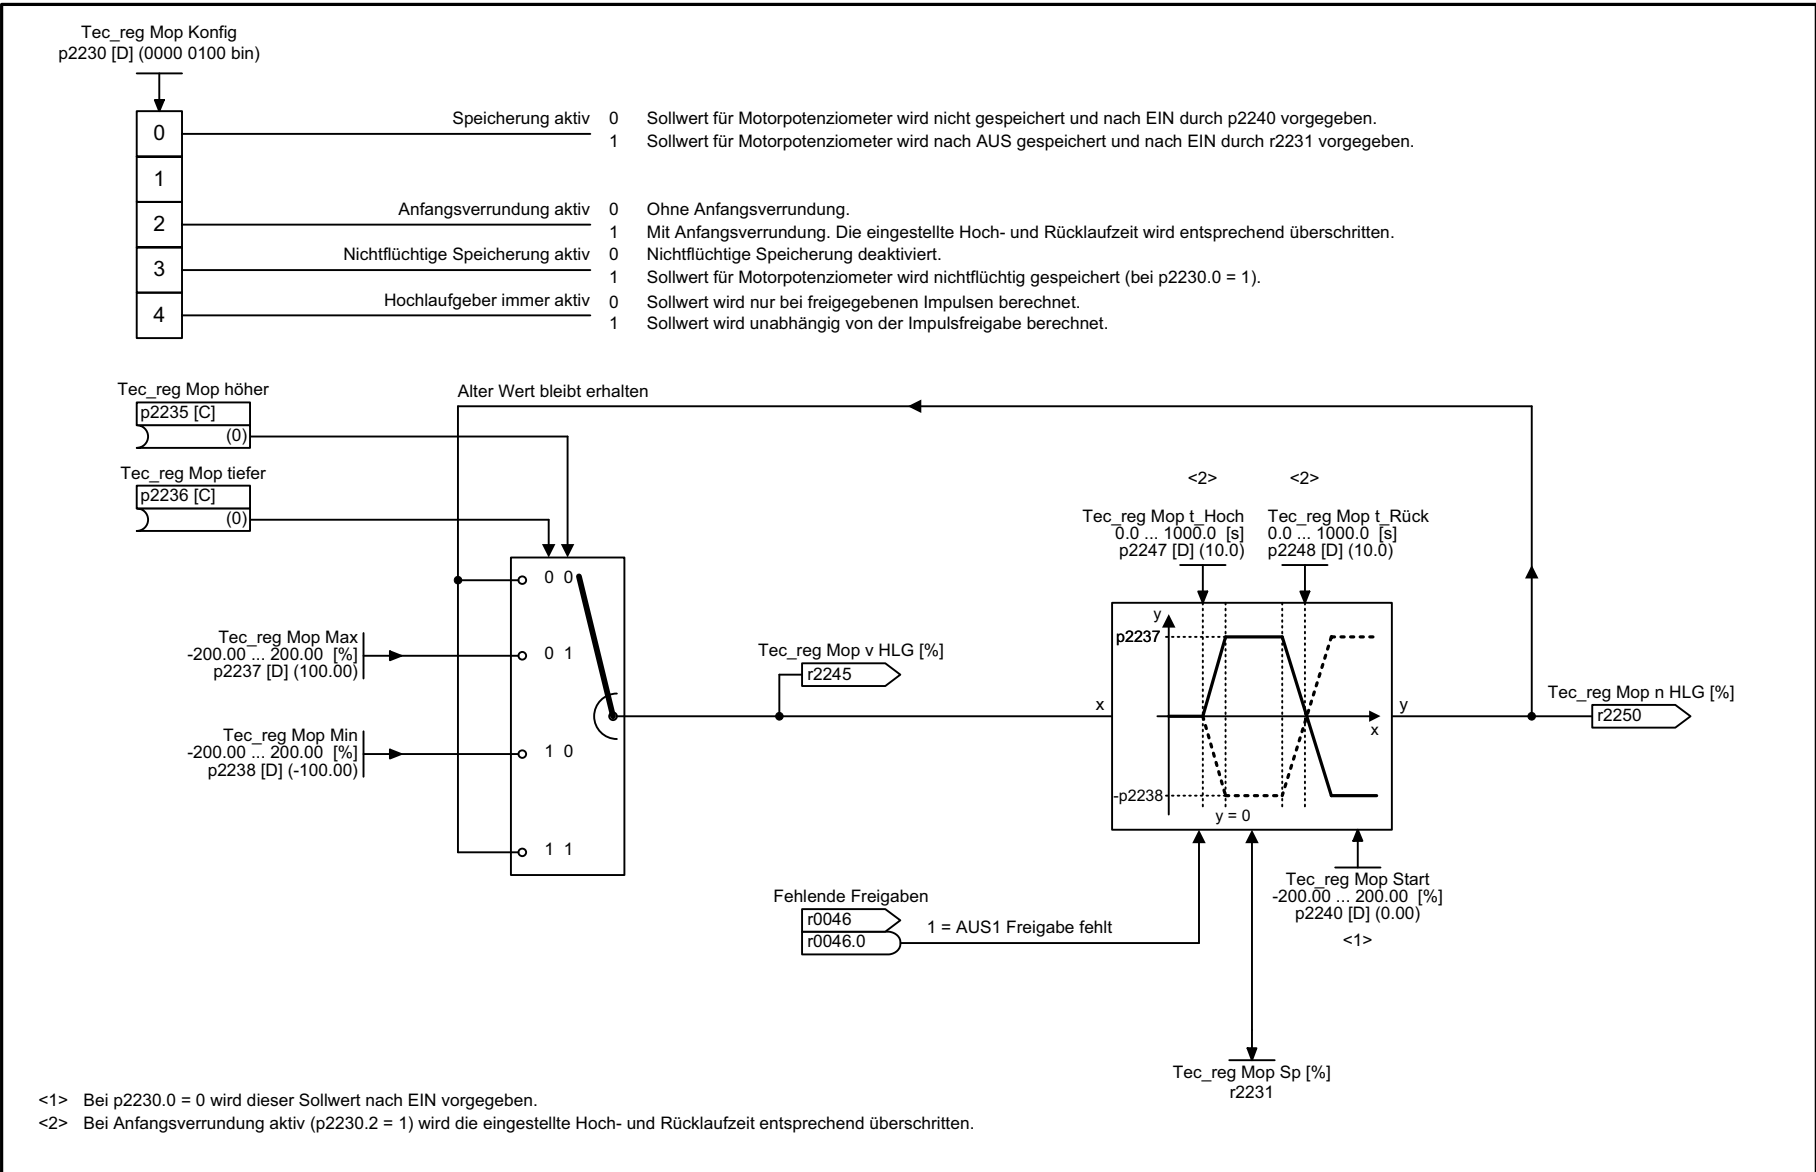 Tec_reg Mop Konfig
p2230 [D] (0000 0100 bin)
0
Speicherung aktiv 0 Sollwert für Motorpotenziometer wird nicht gespeichert und nach EIN durch p2240 vorgegeben.
1 Sollwert für Motorpotenziometer wird nach AUS gespeichert und nach EIN durch r2231 vorgegeben.
1
2
Anfangsverrundung aktiv 0 Ohne Anfangsverrundung.
1 Mit Anfangsverrundung. Die eingestellte Hoch- und Rücklaufzeit wird entsprechend überschritten.
3
Nichtflüchtige Speicherung aktiv 0 Nichtflüchtige Speicherung deaktiviert.
1 Sollwert für Motorpotenziometer wird nichtflüchtig gespeichert (bei p2230.0 = 1).
4
Hochlaufgeber immer aktiv 0 Sollwert wird nur bei freigegebenen Impulsen berechnet.
1 Sollwert wird unabhängig von der Impulsfreigabe berechnet.
Tec_reg Mop höher
p2235 [C]
(0)
Alter Wert bleibt erhalten
Tec_reg Mop tiefer
p2236 [C]
(0)
0 0
Tec_reg Mop Max
-200.00 ... 200.00 [%]
p2237 [D] (100.00)
0 1
Tec_reg Mop Min
-200.00 ... 200.00 [%]
p2238 [D] (-100.00)
1 0
1 1
Tec_reg Mop v HLG [%]
r2245
<2>
<2>
Tec_reg Mop t_Hoch
0.0 ... 1000.0 [s]
p2247 [D] (10.0)
Tec_reg Mop t_Rück
0.0 ... 1000.0 [s]
p2248 [D] (10.0)
x
y
p2237
x
-p2238
y = 0
y
Tec_reg Mop n HLG [%]
r2250
Fehlende Freigaben
r0046
r0046.0
1 = AUS1 Freigabe fehlt
Tec_reg Mop Start
-200.00 ... 200.00 [%]
p2240 [D] (0.00)
<1>
Tec_reg Mop Sp [%]
r2231
<1> Bei p2230.0 = 0 wird dieser Sollwert nach EIN vorgegeben.
<2> Bei Anfangsverrundung aktiv (p2230.2 = 1) wird die eingestellte Hoch- und Rücklaufzeit entsprechend überschritten.